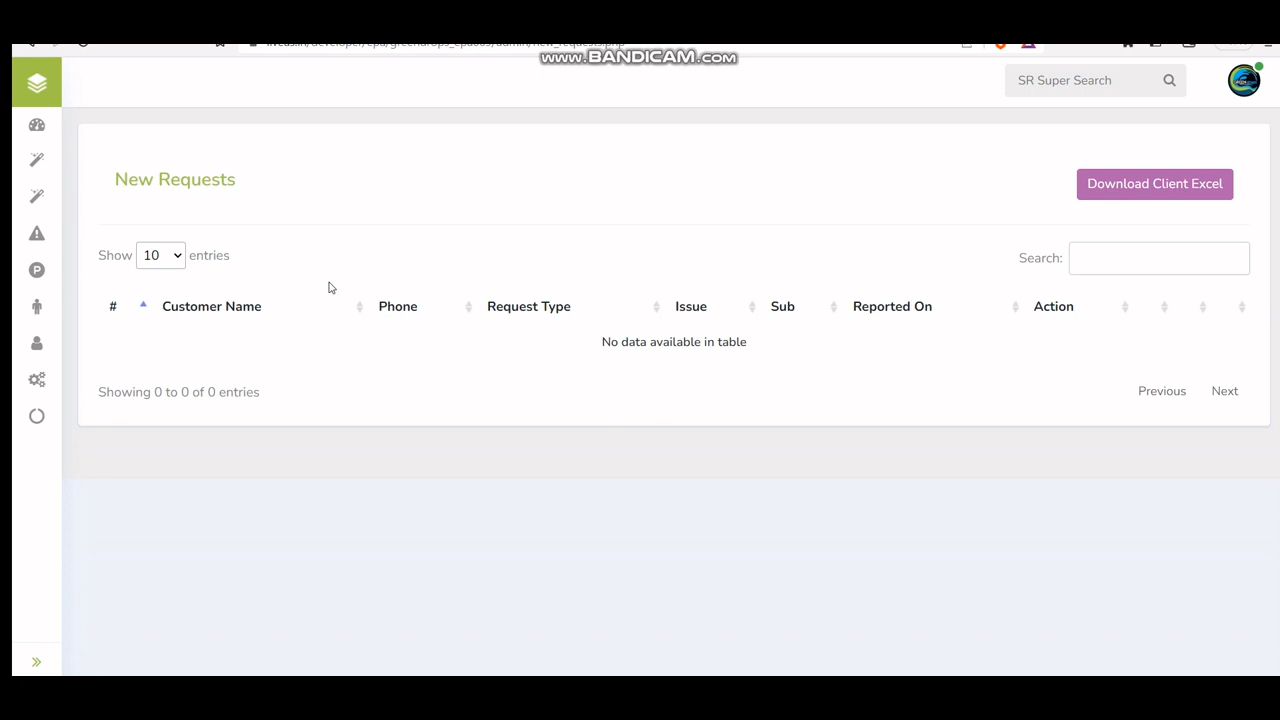 www.BANDICAM.com
SR Super Search
New Requests
Download Client Excel
Show 10 entries
Search:
# Customer Name Phone Request Type Issue Sub Reported On Action
No data available in table
Showing 0 to 0 of 0 entries
Previous Next